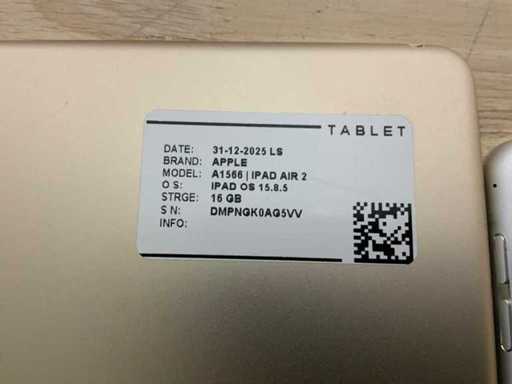 TABLET
DATE: 31-12-2025 LS
BRAND: APPLE
MODEL: A1566 | IPAD AIR 2
O S: IPAD OS 15.8.5
STRGE: 16 GB
S N: DMPNGK0AG5VV
INFO: